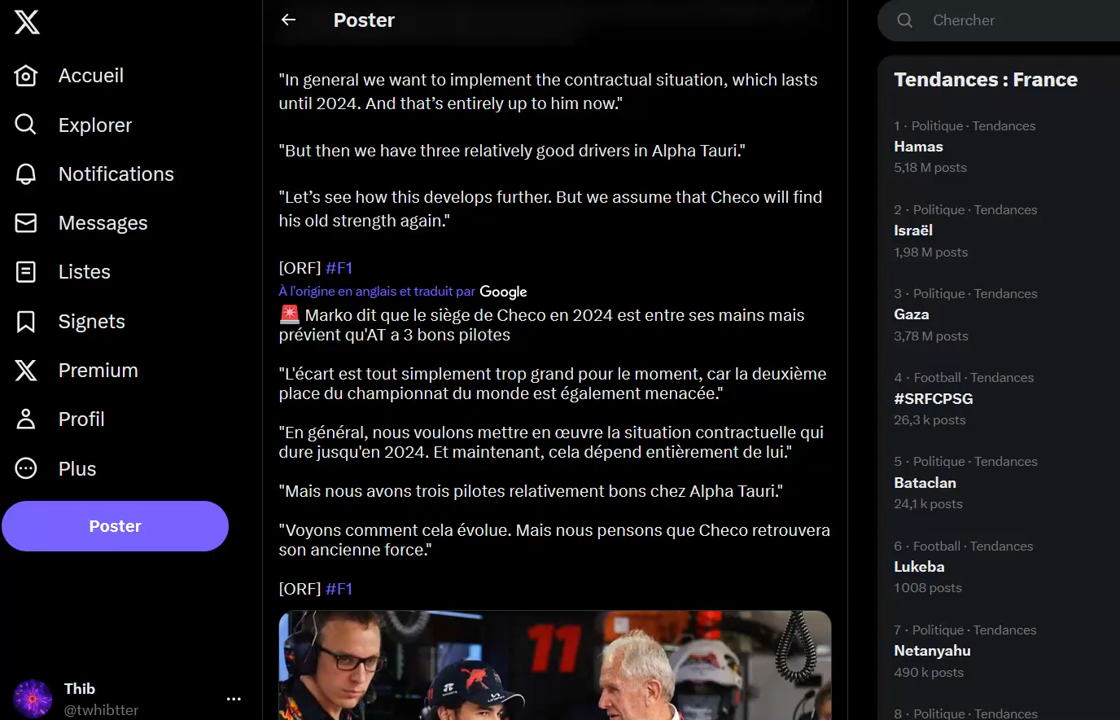 Accueil
Explorer
Notifications
Messages
Listes
Signets
Premium
Profil
Plus
Poster
Thib
@twhibtter
Poster
"In general we want to implement the contractual situation, which lasts
until 2024. And that’s entirely up to him now."
"But then we have three relatively good drivers in Alpha Tauri."
"Let’s see how this develops further. But we assume that Checo will find
his old strength again."
[ORF] #F1
À l'origine en anglais et traduit par Google
🚨 Marko dit que le siège de Checo en 2024 est entre ses mains mais
prévient qu'AT a 3 bons pilotes
"L'écart est tout simplement trop grand pour le moment, car la deuxième
place du championnat du monde est également menacée."
"En général, nous voulons mettre en œuvre la situation contractuelle qui
dure jusqu'en 2024. Et maintenant, cela dépend entièrement de lui."
"Mais nous avons trois pilotes relativement bons chez Alpha Tauri."
"Voyons comment cela évolue. Mais nous pensons que Checo retrouvera
son ancienne force."
[ORF] #F1
11
Chercher
Tendances : France
1 · Politique · Tendances
Hamas
5,18 M posts
2 · Politique · Tendances
Israël
1,98 M posts
3 · Politique · Tendances
Gaza
3,78 M posts
4 · Football · Tendances
#SRFCPSG
26,3 k posts
5 · Politique · Tendances
Bataclan
24,1 k posts
6 · Football · Tendances
Lukeba
1 008 posts
7 · Politique · Tendances
Netanyahu
490 k posts
8 · Politique · Tendances